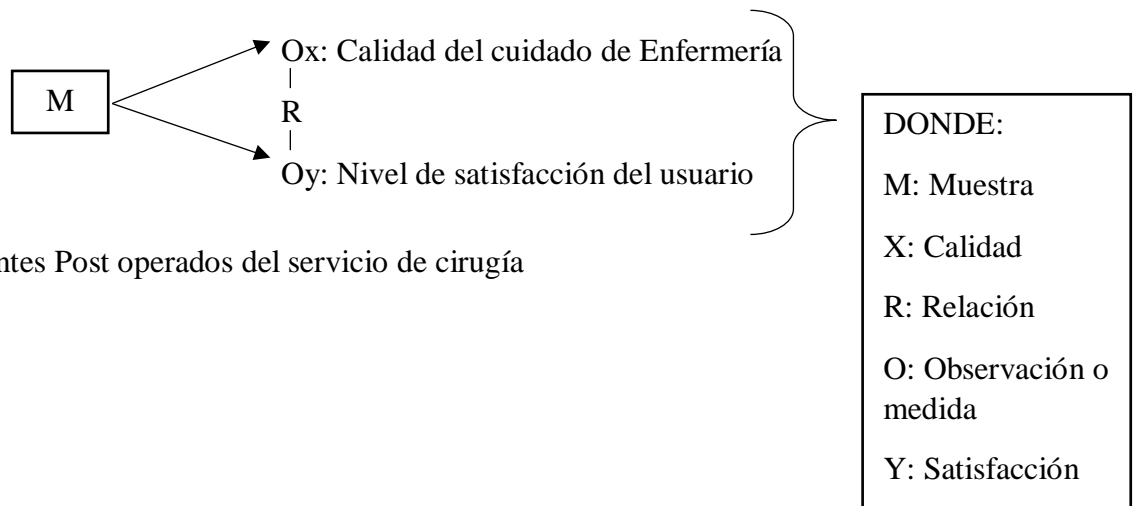 Ox: Calidad del cuidado de Enfermería
M
R
Oy: Nivel de satisfacción del usuario
Post operados del servicio de cirugía
DONDE:
M: Muestra
X: Calidad
R: Relación
O: Observación o
medida
Y: Satisfacción